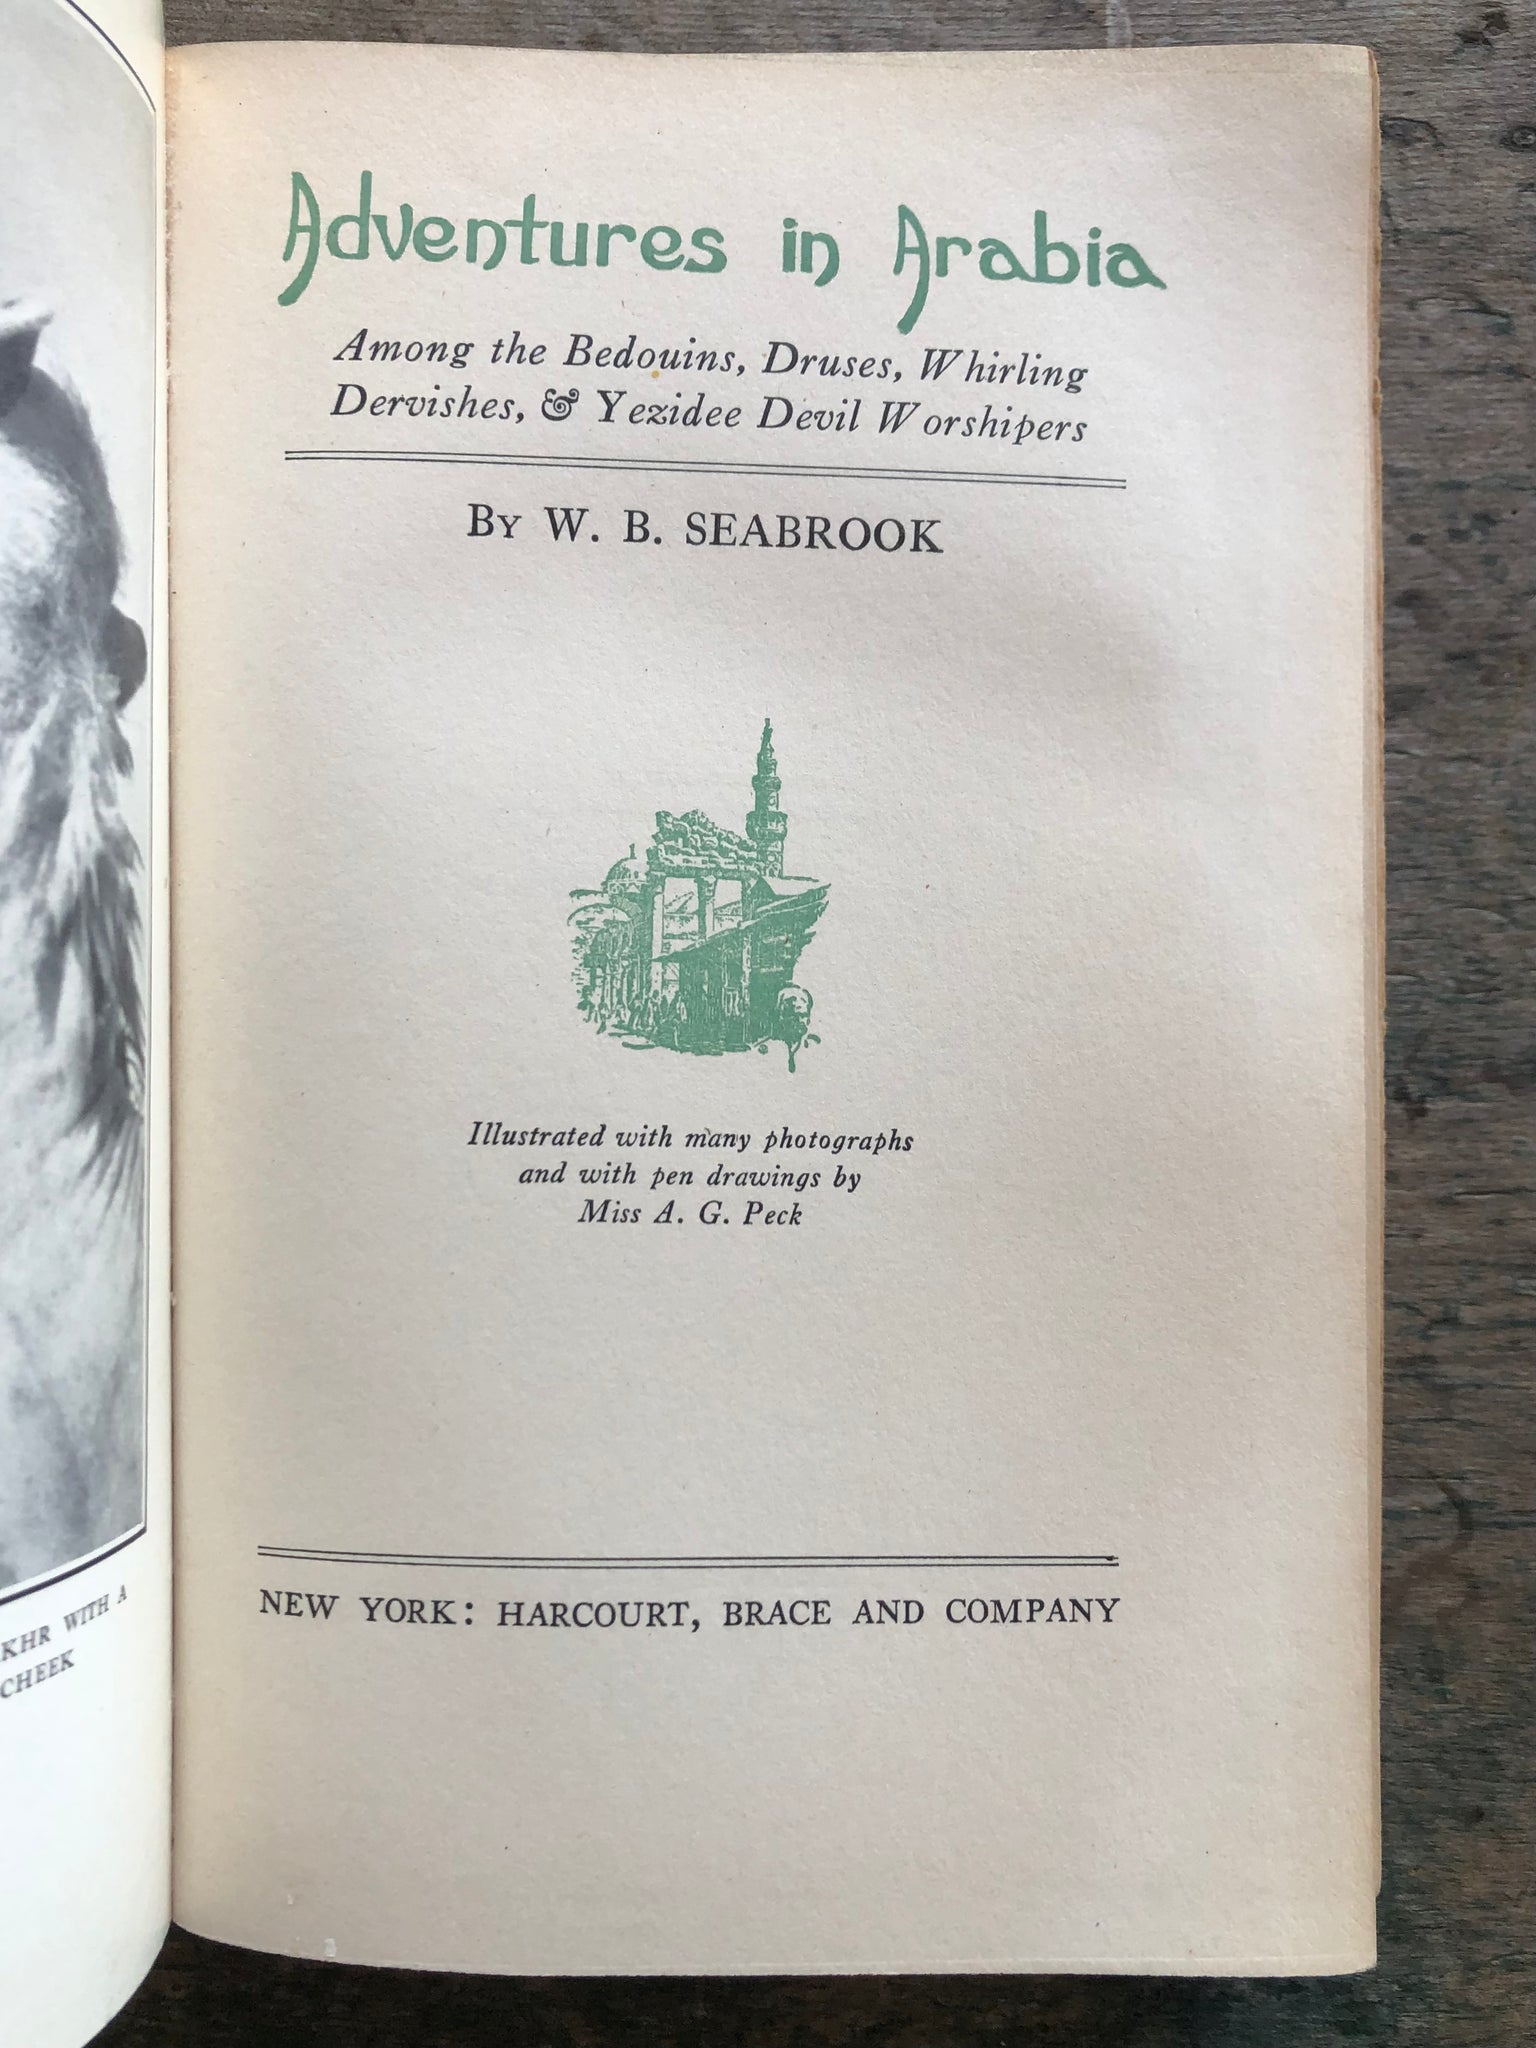 Adventures in Arabia
Among the Bedouins, Druses, Whirling
Dervishes, & Yezidee Devil Worshipers
BY W. B. SEABROOK
Illustrated with many photographs
and with pen drawings by
Miss A. G. Peck
NEW YORK: HARCOURT, BRACE AND COMPANY
WITH A
CHEEK